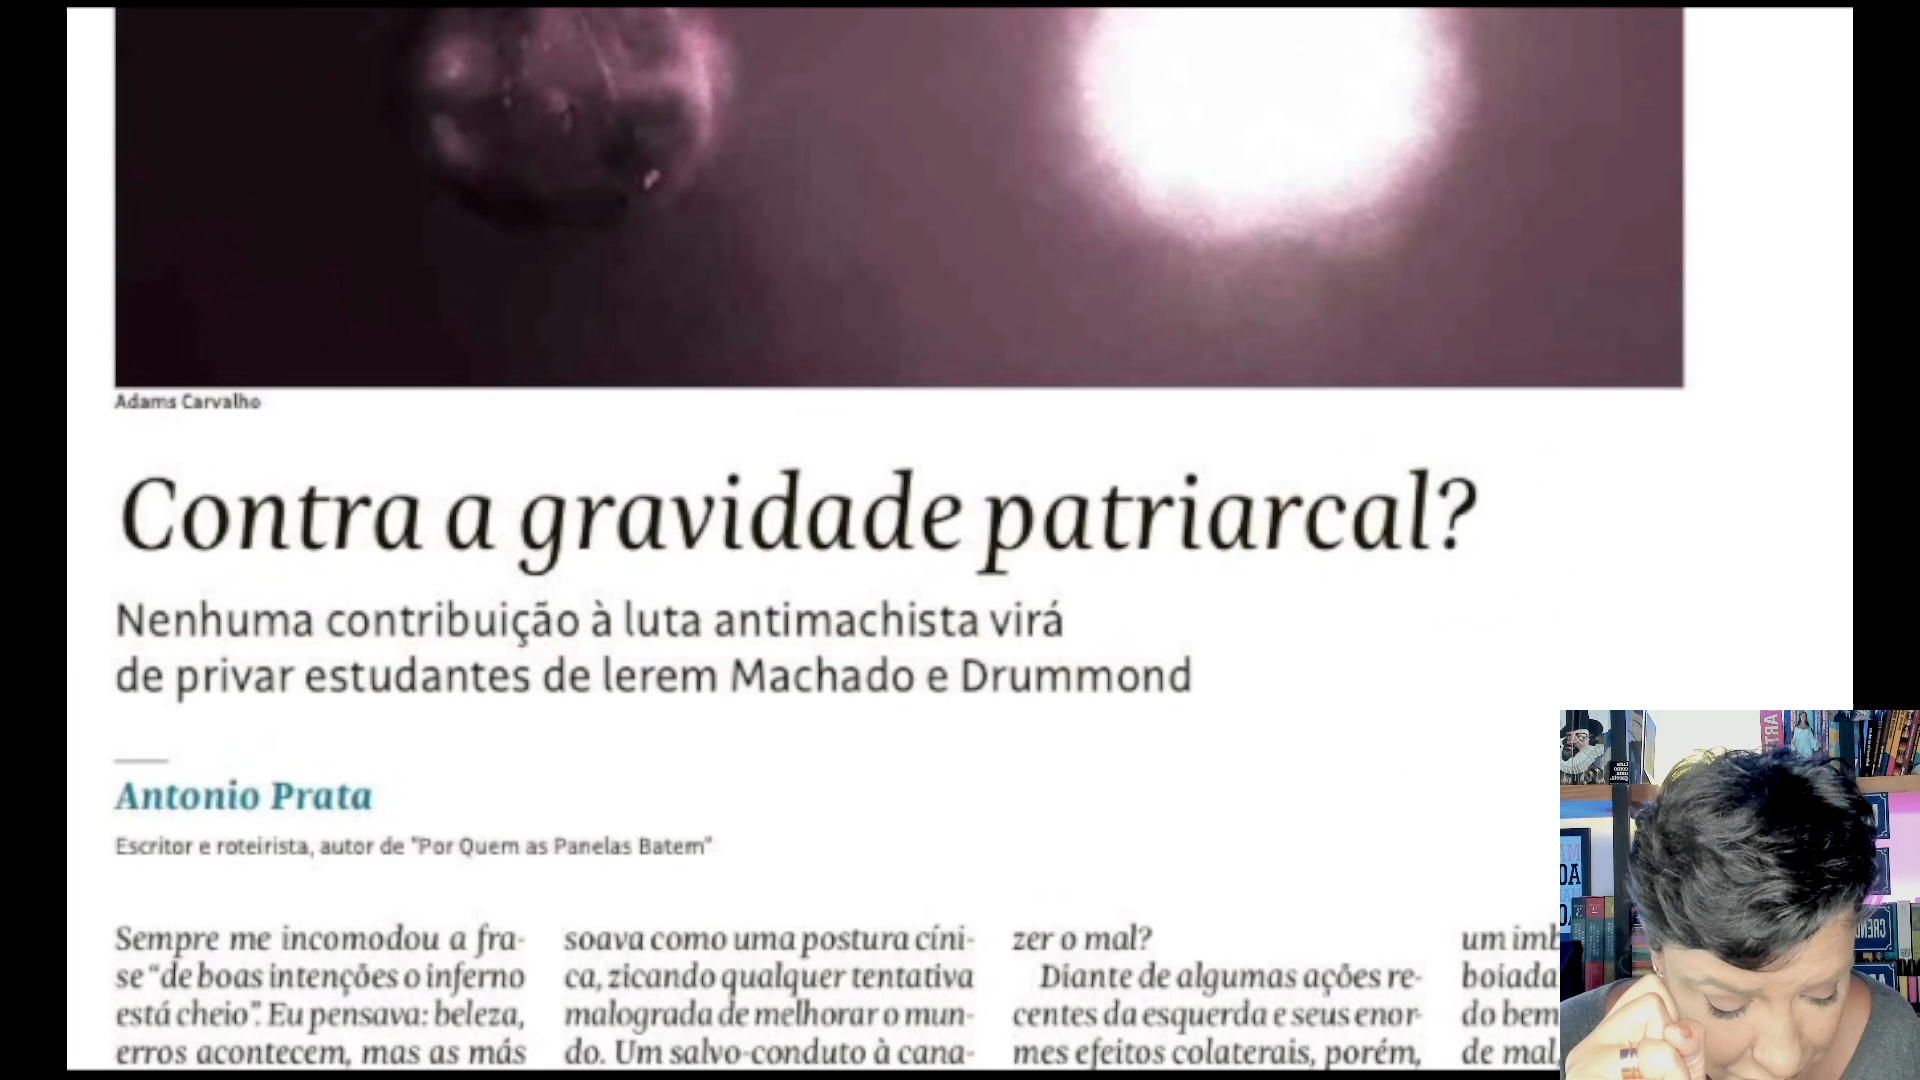 Adams Carvalho
Contra a gravidade patriarcal?
Nenhuma contribuição à luta antimachista virá
de privar estudantes de lerem Machado e Drummond
Antonio Prata
Escritor e roteirista, autor de "Por Quem as Panelas Batem"
Sempre me incomodou a fra-
se “de boas intenções o inferno
está cheio”. Eu pensava: beleza,
erros acontecem, mas as más
soava como uma postura cíni-
ca, zicando qualquer tentativa
malograda de melhorar o mun-
do. Um salvo-conduto à cana-
zer o mal?
Diante de algumas ações re-
centes da esquerda e seus enor-
mes efeitos colaterais, porém,
um imb
boiada
do bem
de mal,